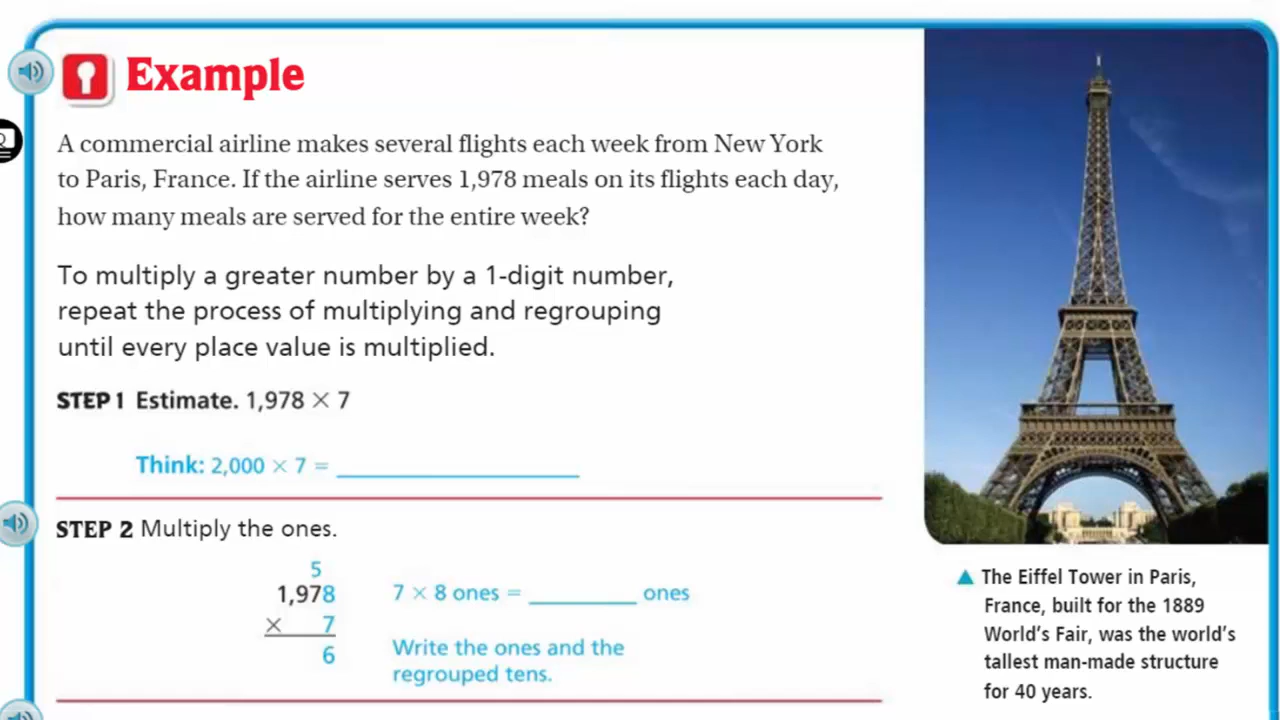 Example
A commercial airline makes several flights each week from New York
to Paris, France. If the airline serves 1,978 meals on its flights each day,
how many meals are served for the entire week?
To multiply a greater number by a 1-digit number,
repeat the process of multiplying and regrouping
until every place value is multiplied.
STEP 1 Estimate. 1,978 × 7
Think: 2,000 × 7 = ____________
STEP 2 Multiply the ones.
5
1,978
× 7
6
7 × 8 ones = ________ ones
Write the ones and the
regrouped tens.
▲ The Eiffel Tower in Paris,
France, built for the 1889
World's Fair, was the world's
tallest man-made structure
for 40 years.